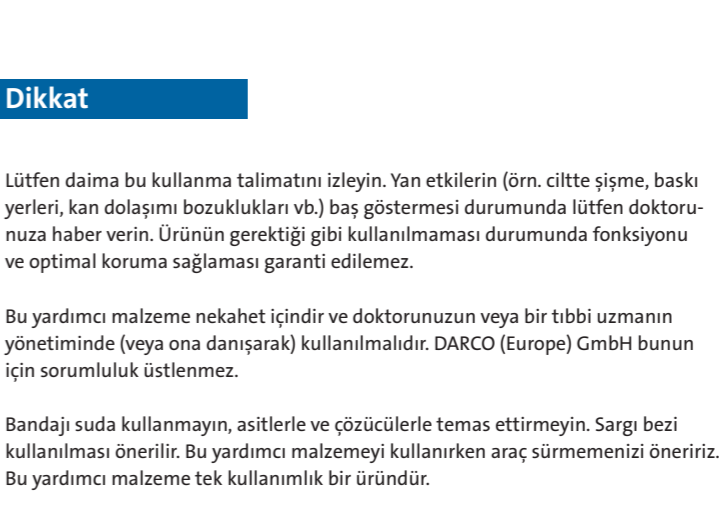 Dikkat
Lütfen daima bu kullanma talimatını izleyin. Yan etkilerin (örn. ciltte şişme, baskı
yerleri, kan dolaşımı bozuklukları vb.) baş göstermesi durumunda lütfen doktoru-
nuza haber verin. Ürünün gerektiği gibi kullanılmaması durumunda fonksiyonu
ve optimal koruma sağlaması garanti edilemez.
Bu yardımcı malzeme nekahet içindir ve doktorunuzun veya bir tıbbi uzmanın
yönetiminde (veya ona danışarak) kullanılmalıdır. DARCO (Europe) GmbH bunun
için sorumluluk üstlenmez.
Bandajı suda kullanmayın, asitlerle ve çözücülerle temas ettirmeyin. Sargı bezi
kullanılması önerilir. Bu yardımcı malzemeyi kullanırken araç sürmemenizi öneririz.
Bu yardımcı malzeme tek kullanımlık bir üründür.